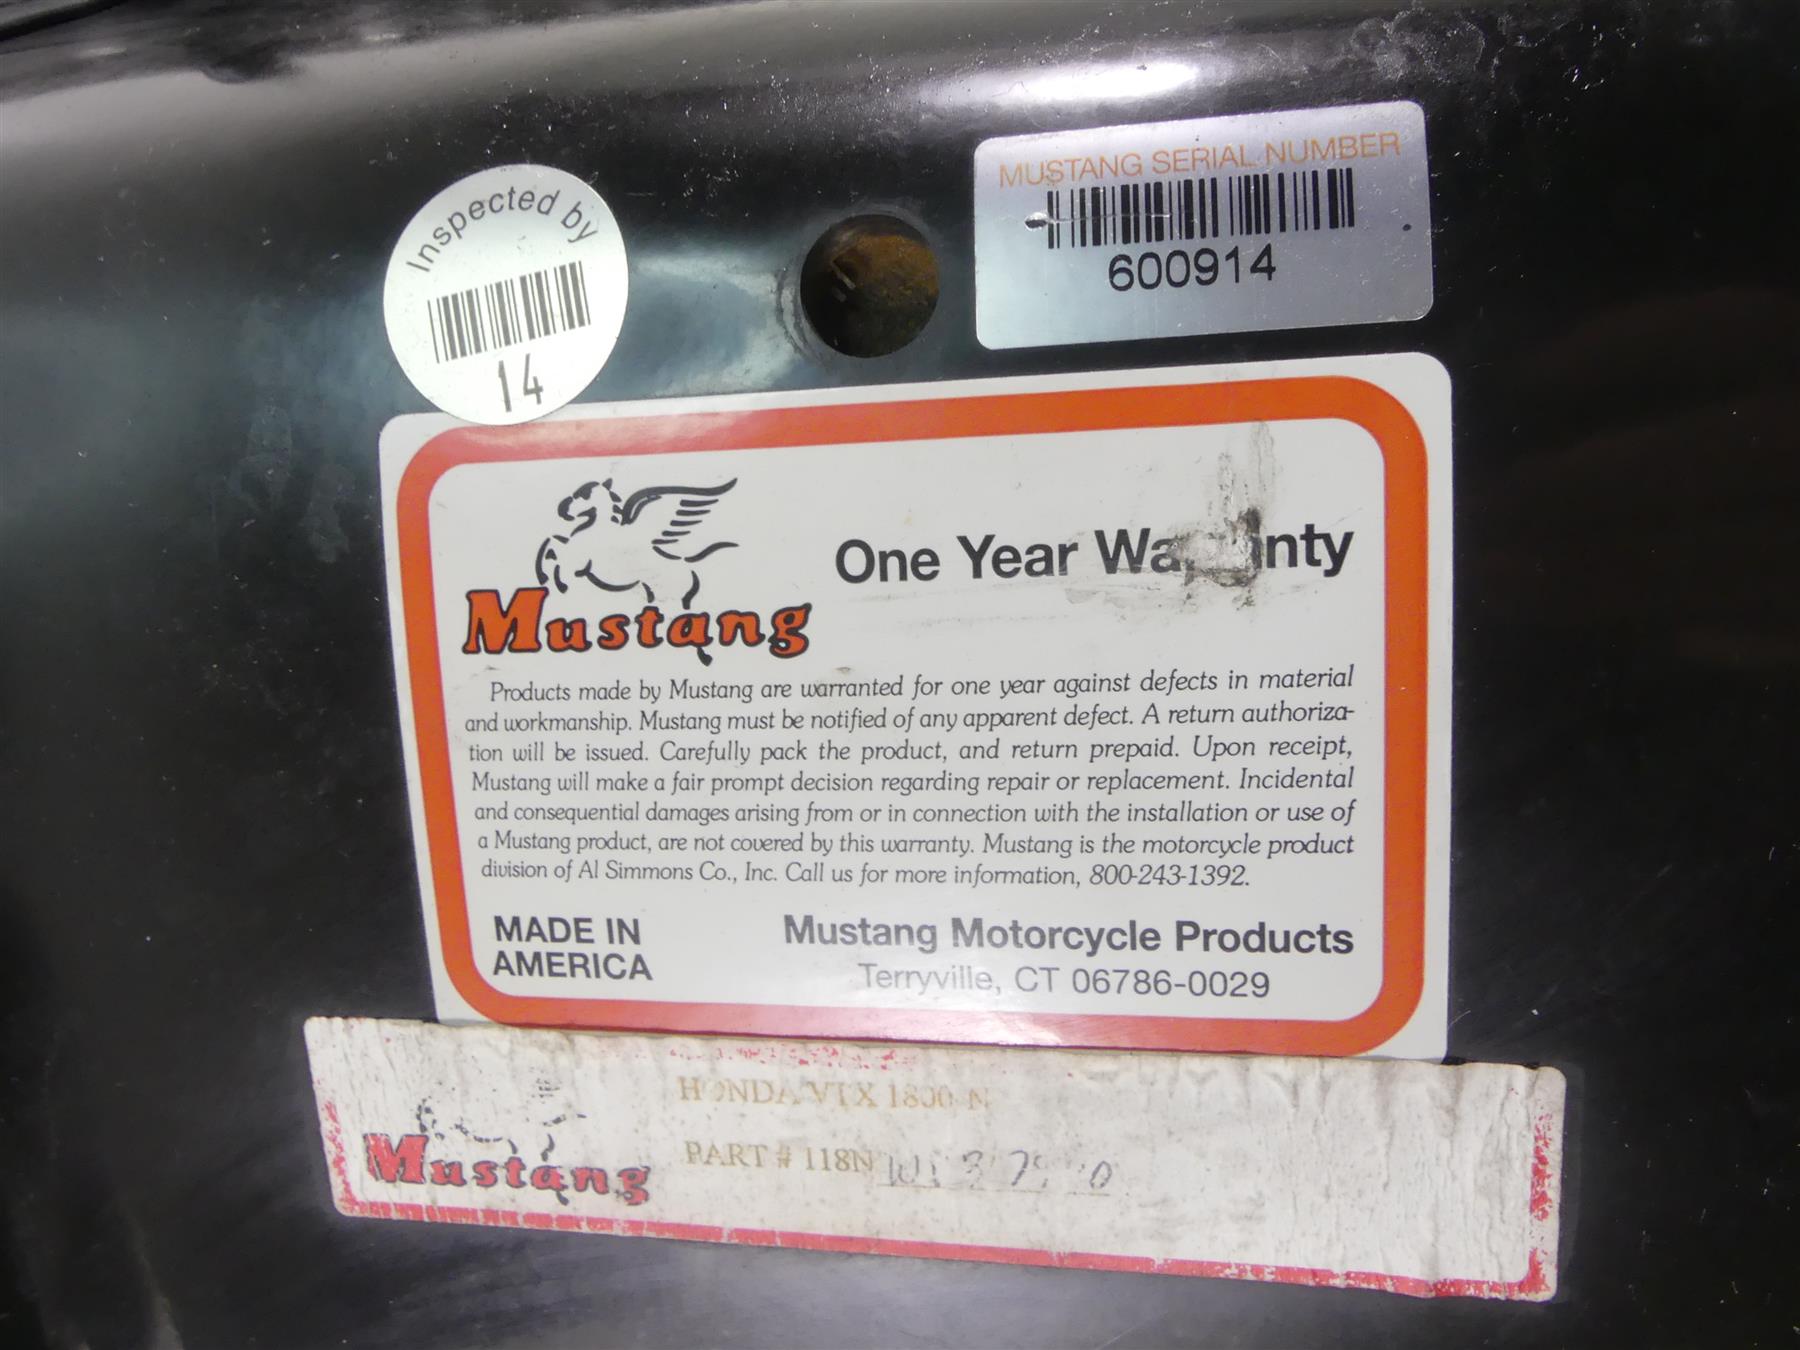 Inspected by
14
MUSTANG SERIAL NUMBER
600914
Mustang
One Year
Products made by Mustang are warranted for one year against defects in material
and workmanship. Mustang must be notified of any apparent defect. A return authoriza-
tion will be issued. Carefully pack the product, and return prepaid. Upon receipt,
Mustang will make a fair prompt decision regarding repair or replacement. Incidental
and consequential damages arising from or in connection with the installation or use of
a Mustang product, are not covered by this warranty. Mustang is the motorcycle product
division of Al Simmons Co., Inc. Call us for more information, 800-243-1392.
MADE IN
AMERICA
Mustang Motorcycle Products
Terryville, CT 06786-0029
Mustang
HONDA VTX 1800 N
PART # 118N